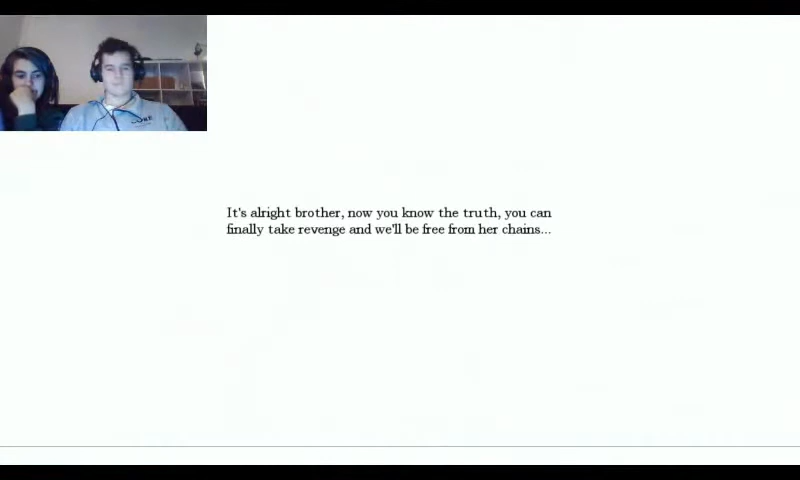 It's alright brother, now you know the truth, you can
finally take revenge and we'll be free from her chains...